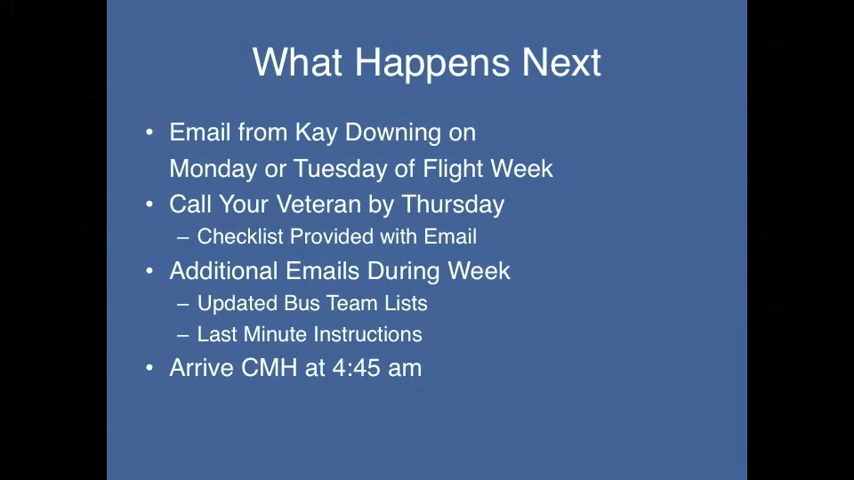 What Happens Next
• Email from Kay Downing on
Monday or Tuesday of Flight Week
• Call Your Veteran by Thursday
– Checklist Provided with Email
• Additional Emails During Week
– Updated Bus Team Lists
– Last Minute Instructions
• Arrive CMH at 4:45 am